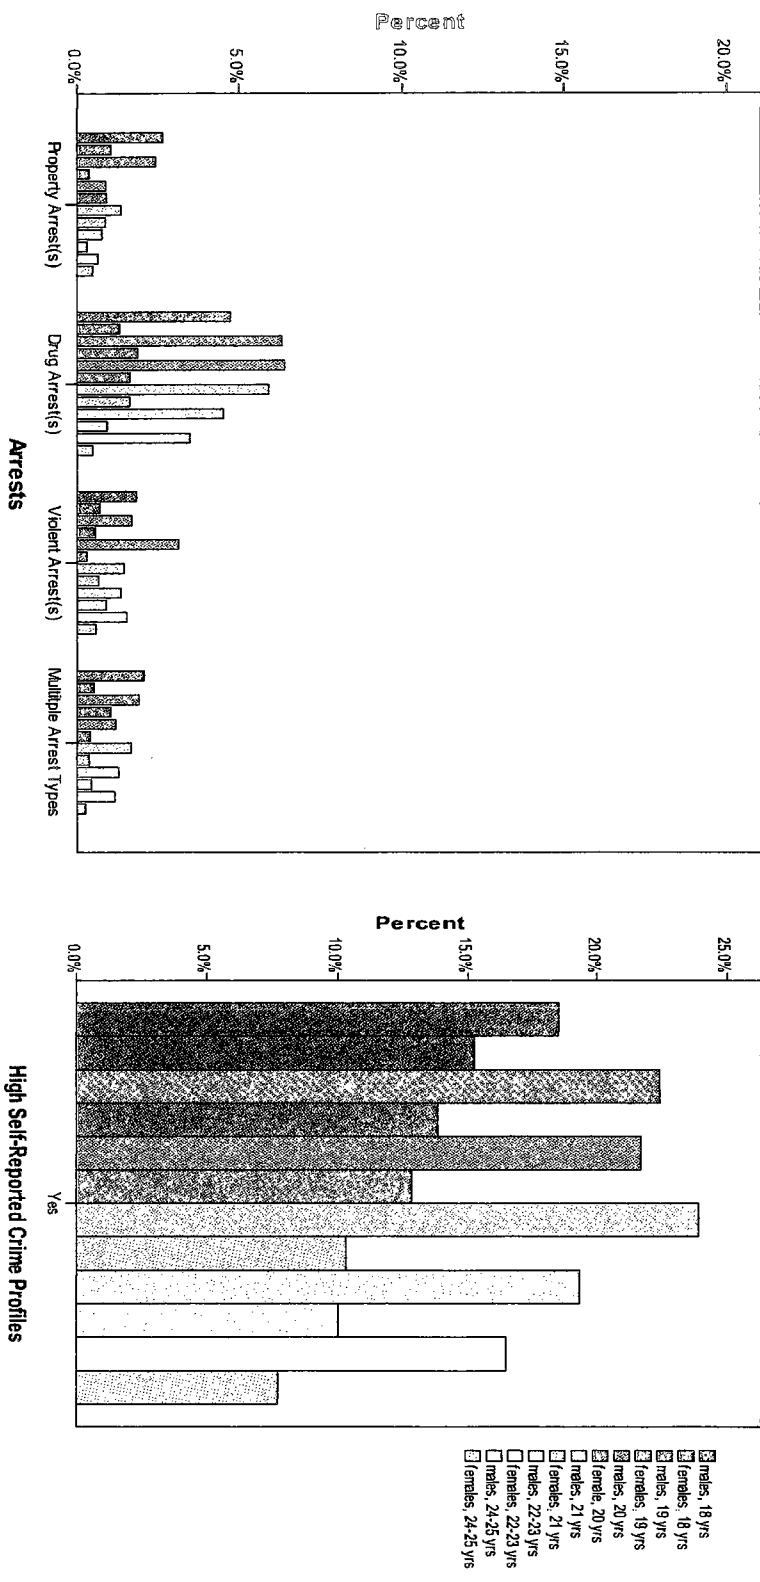 Percent
20.0%
15.0%
10.0%
5.0%
0.0%
Property Arrest(s)
Drug Arrest(s)
Violent Arrest(s)
Multitple Arrest Types
Arrests
Percent
25.0%
20.0%
15.0%
10.0%
5.0%
0.0%
Yes
High Self-Reported Crime Profiles
males, 18 yrs
females, 18 yrs
males, 19 yrs
females, 19 yrs
males, 20 yrs
female, 20 yrs
males, 21 yrs
females, 21 yrs
males, 22-23 yrs
females, 22-23 yrs
males, 24-25 yrs
females, 24-25 yrs